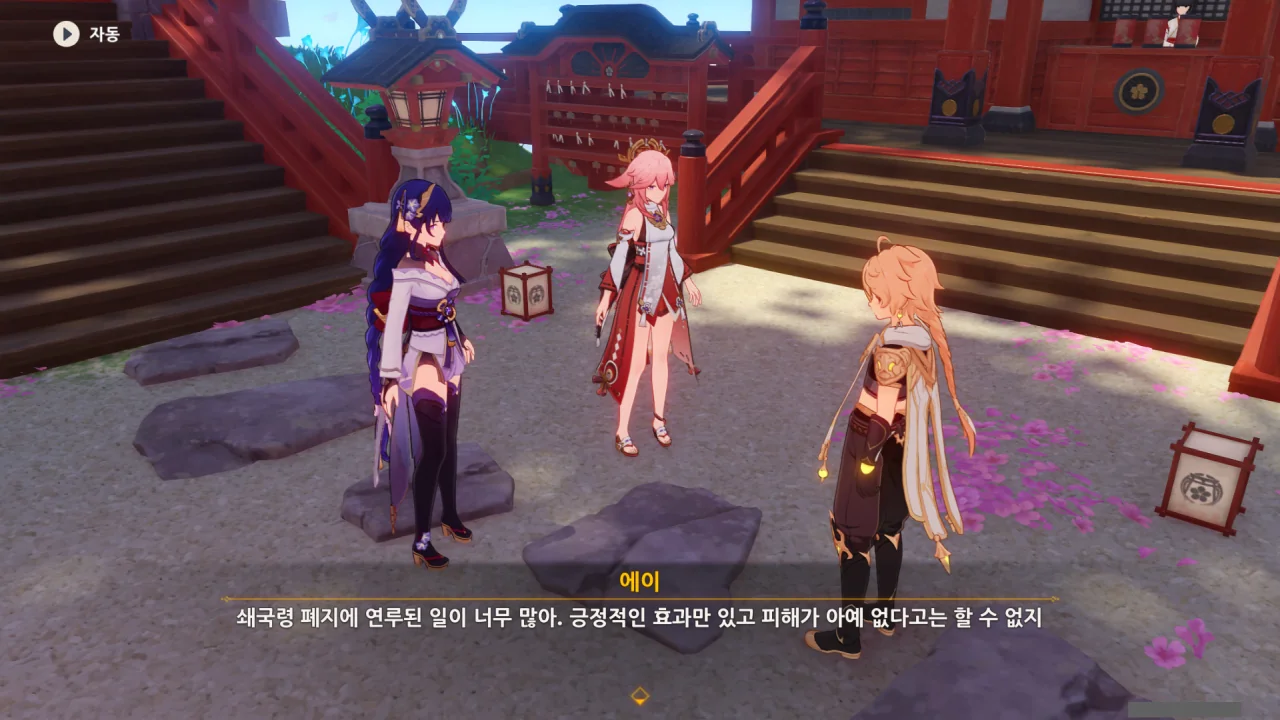 자동
에이
쇄국령 폐지에 연루된 일이 너무 많아. 긍정적인 효과만 있고 피해가 아예 없다고는 할 수 없지